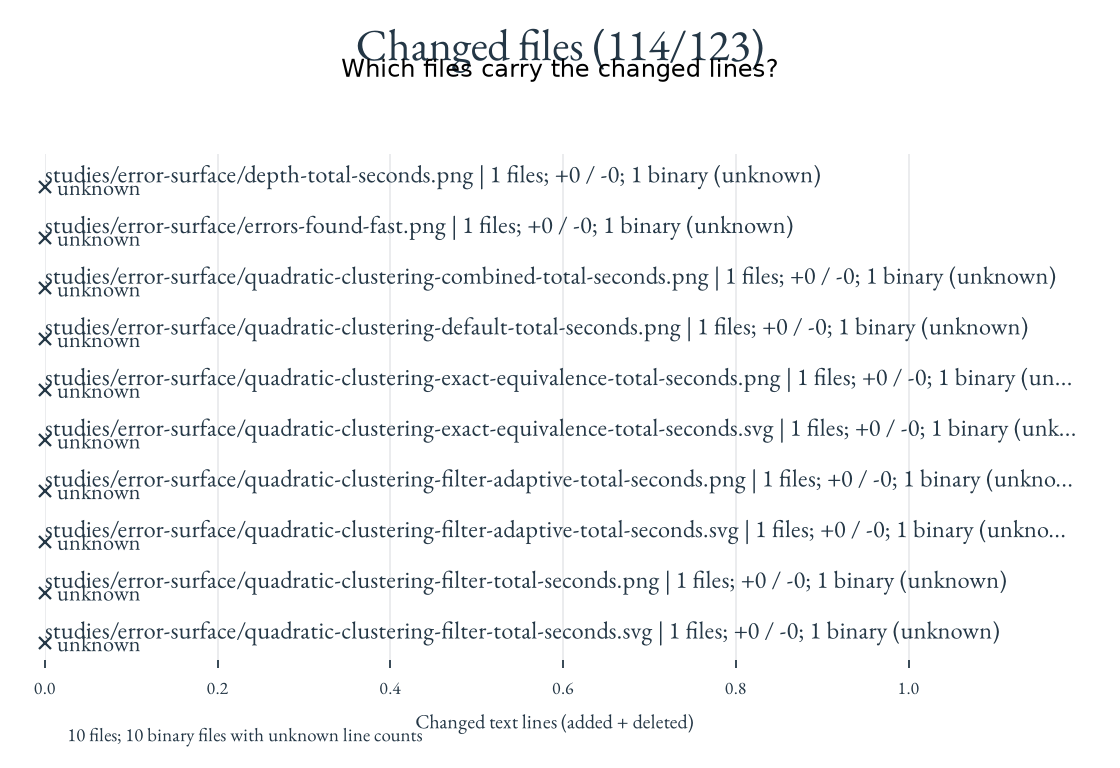 Changed files (114/123)
Which files carry the changed lines?
studies/error-surface/depth-total-seconds.png | 1 files; +0 / -0; 1 binary (unknown)
unknown
studies/error-surface/errors-found-fast.png | 1 files; +0 / -0; 1 binary (unknown)
unknown
studies/error-surface/quadratic-clustering-combined-total-seconds.png | 1 files; +0 / -0; 1 binary (unknown)
unknown
studies/error-surface/quadratic-clustering-default-total-seconds.png | 1 files; +0 / -0; 1 binary (unknown)
unknown
studies/error-surface/quadratic-clustering-exact-equivalence-total-seconds.png | 1 files; +0 / -0; 1 binary (un...
unknown
studies/error-surface/quadratic-clustering-exact-equivalence-total-seconds.svg | 1 files; +0 / -0; 1 binary (unk...
unknown
studies/error-surface/quadratic-clustering-filter-adaptive-total-seconds.png | 1 files; +0 / -0; 1 binary (unkno...
unknown
studies/error-surface/quadratic-clustering-filter-adaptive-total-seconds.svg | 1 files; +0 / -0; 1 binary (unkno...
unknown
studies/error-surface/quadratic-clustering-filter-total-seconds.png | 1 files; +0 / -0; 1 binary (unknown)
unknown
studies/error-surface/quadratic-clustering-filter-total-seconds.svg | 1 files; +0 / -0; 1 binary (unknown)
unknown
0.0 0.2 0.4 0.6 0.8 1.0
Changed text lines (added + deleted)
10 files; 10 binary files with unknown line counts